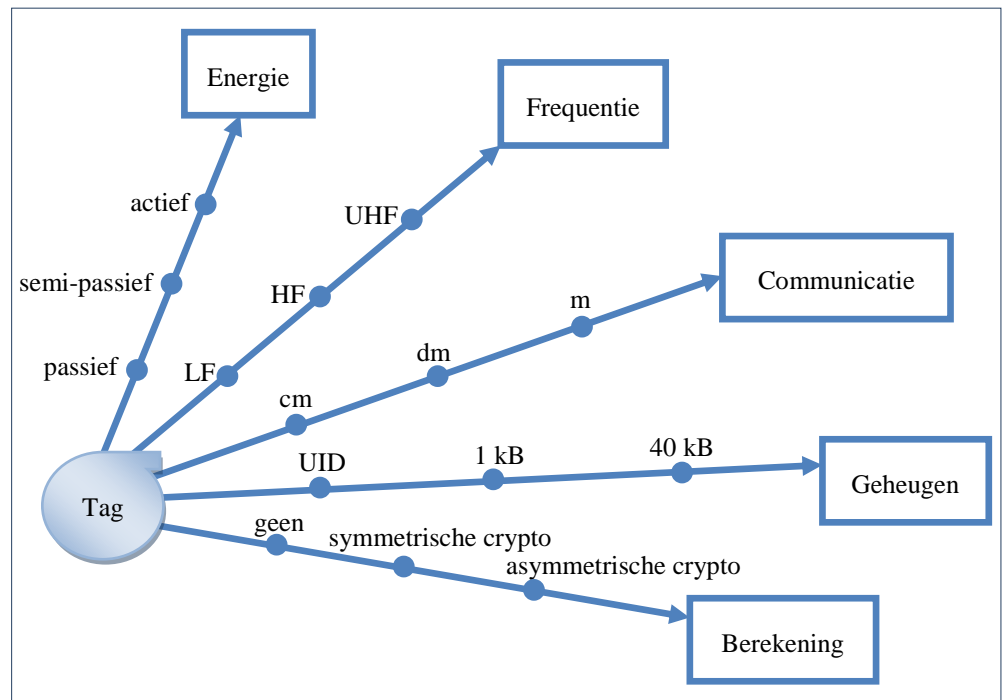 Energie
Frequentie
actief
UHF
semi-passief
HF
Communicatie
m
passief
LF
dm
cm
UID
1 kB
40 kB
Geheugen
Tag
geen
symmetrische crypto
asymmetrische crypto
Berekening